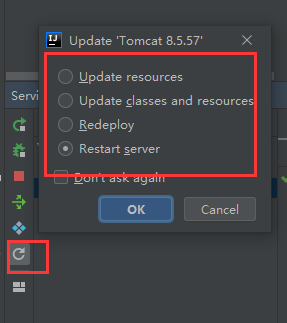 Update 'Tomcat 8.5.57'
Update resources
Update classes and resources
Servi
Redeploy
Restart server
Don't ask again
OK
Cancel